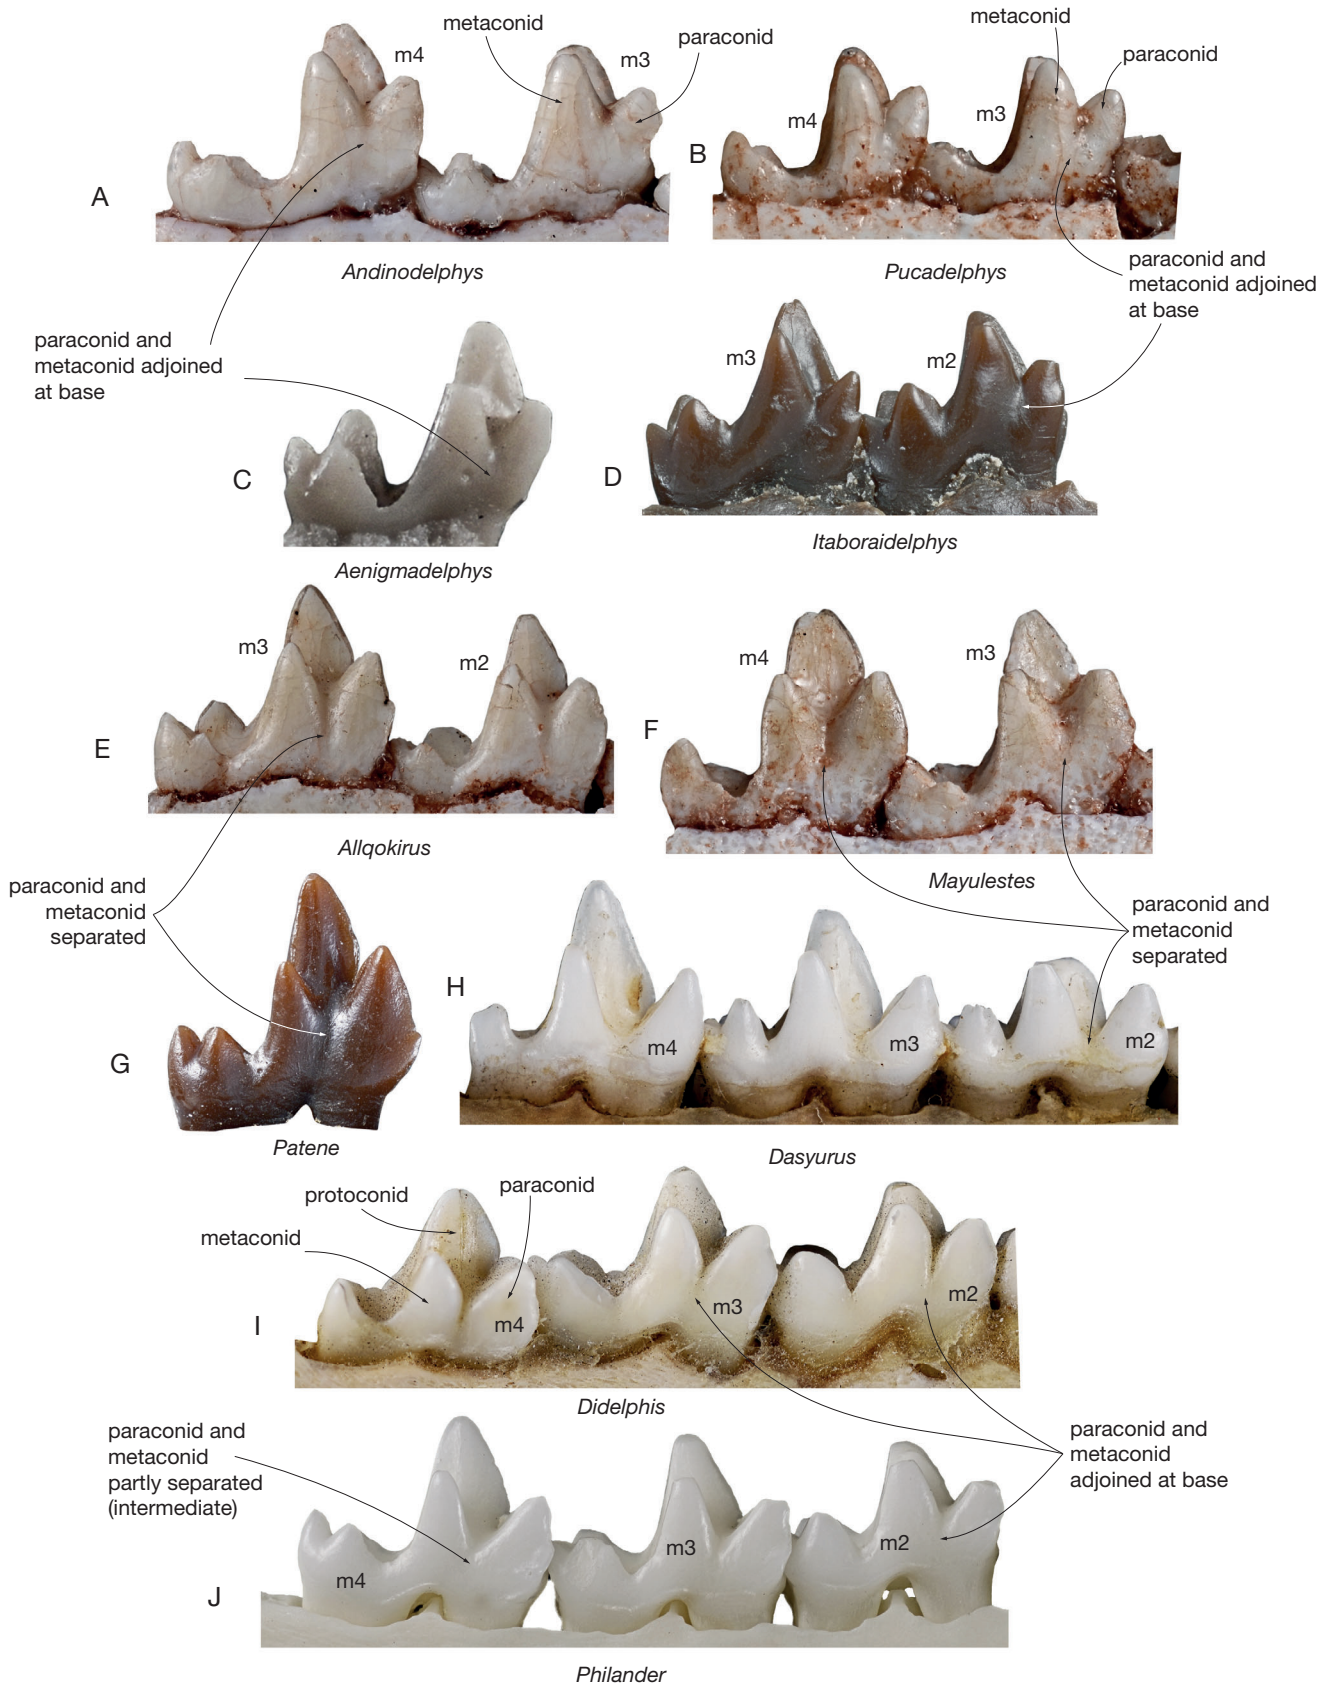 metaconid
paraconid
m4
m3
A
Andinodelphys
metaconid
paraconid
m4
m3
B
Pucadelphys
paraconid and
metaconid adjoined
at base
paraconid and
metaconid adjoined
at base
C
Aenigmadelphys
m3
m2
D
Itaboraidelphys
m3
m2
E
Allqokirus
m4
m3
F
Mayulestes
paraconid and
metaconid
separated
paraconid and
metaconid
separated
G
Patene
H
m4
m3
m2
Dasyurus
protoconid
paraconid
metaconid
I
m4
m3
m2
Didelphis
paraconid and
metaconid
partly separated
(intermediate)
paraconid and
metaconid
adjoined at base
J
m4
m3
m2
Philander